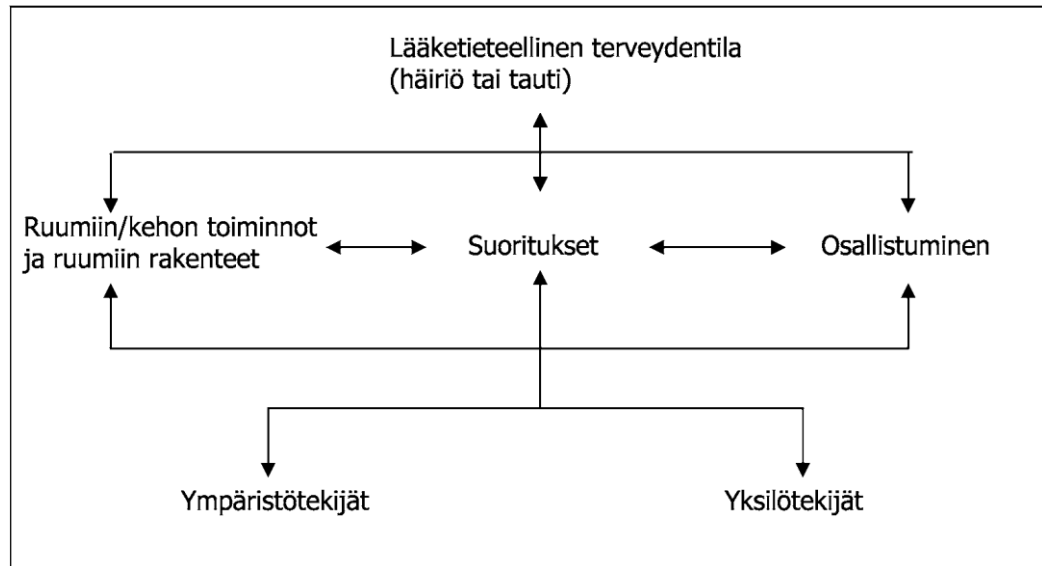 Lääketieteellinen terveydentila
(häiriö tai tauti)
Ruumiin/kehon toiminnot
ja ruumiin rakenteet
Suoritukset
Osallistuminen
Ympäristötekijät
Yksilötekijät